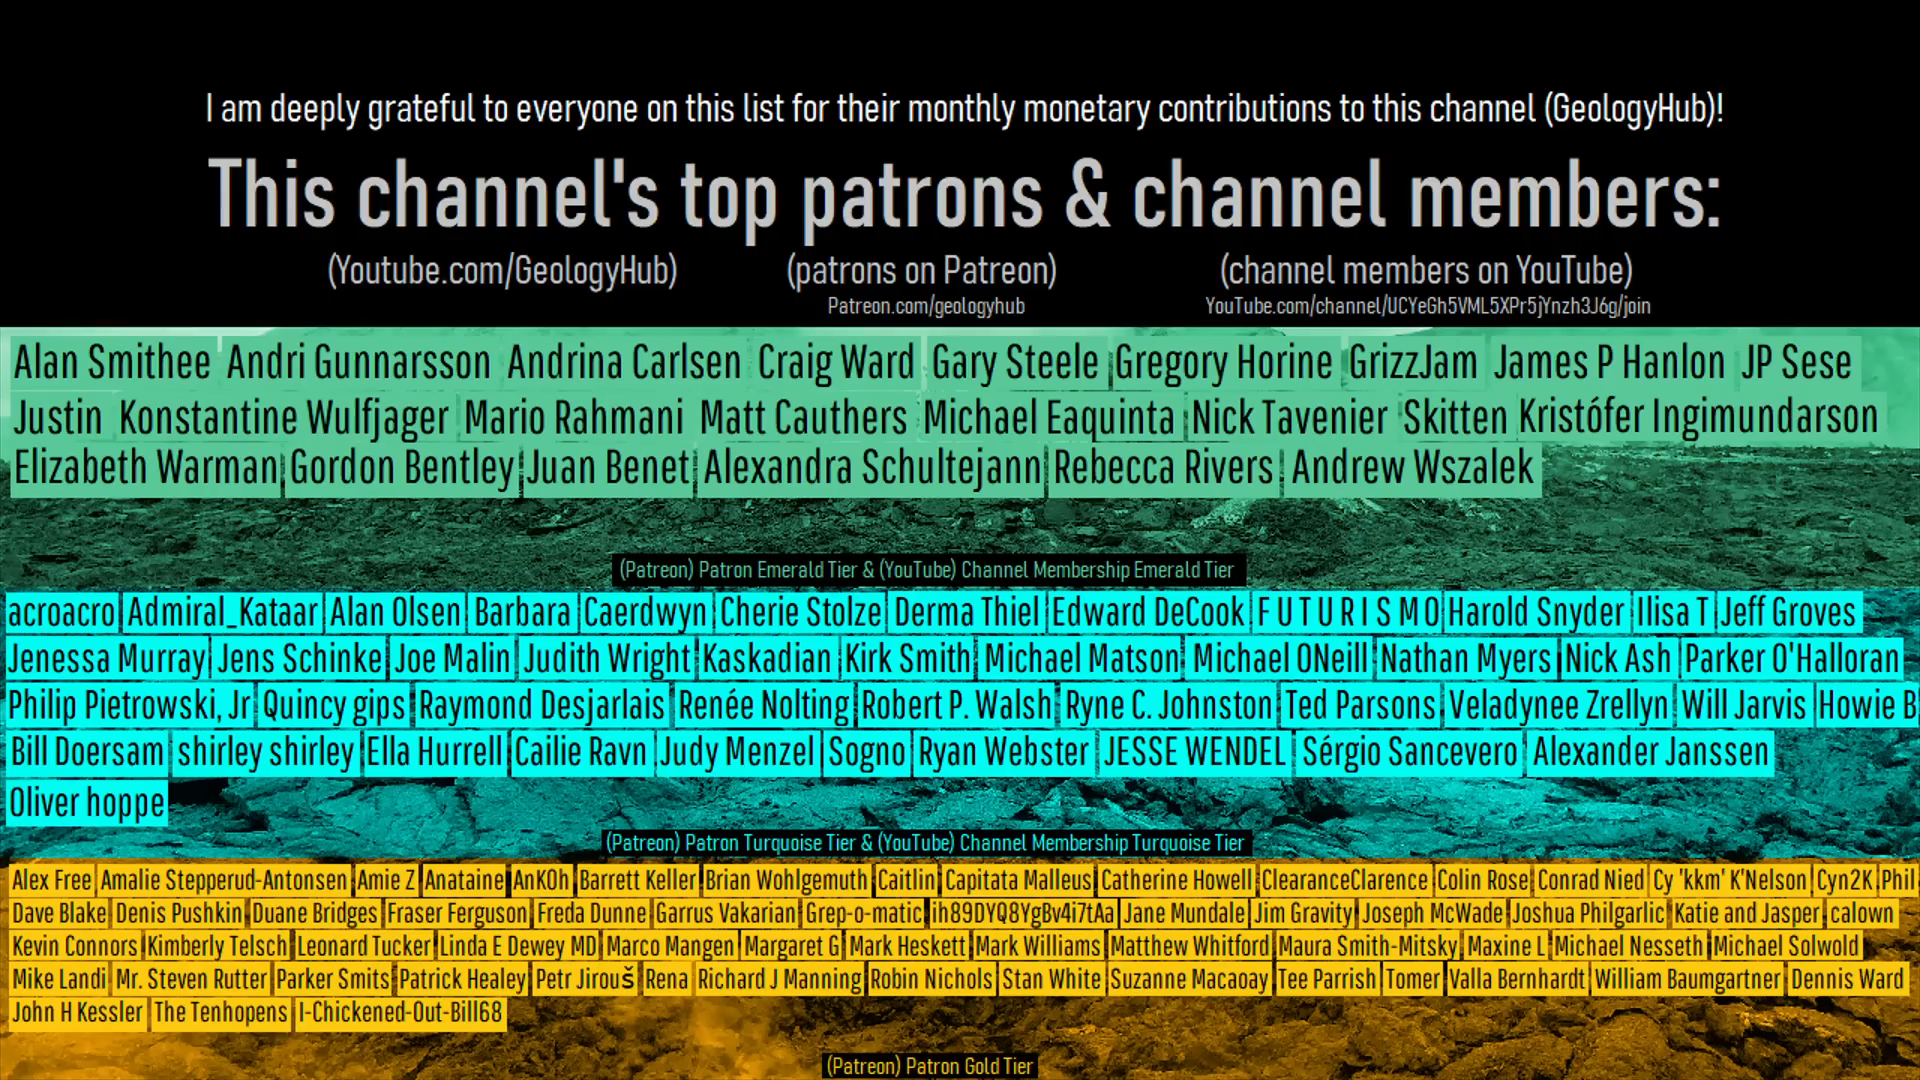 I am deeply grateful to everyone on this list for their monthly monetary contributions to this channel (GeologyHub)!
This channel's top patrons & channel members:
(Youtube.com/GeologyHub) (patrons on Patreon) (channel members on YouTube)
Patreon.com/geologyhub YouTube.com/channel/UCYeGh5VML5XPr5jYnzh3J6g/join
Alan Smithee Andri Gunnarsson Andrina Carlsen Craig Ward Gary Steele Gregory Horine GrizzJam James P Hanlon JP Sese
Justin Konstantine Wulfjager Mario Rahmani Matt Cauthers Michael Eaquinta Nick Tavenier Skitten Kristófer Ingimundarson
Elizabeth Warman Gordon Bentley Juan Benet Alexandra Schultejann Rebecca Rivers Andrew Wszalek
(Patreon) Patron Emerald Tier & (YouTube) Channel Membership Emerald Tier
acroacro Admiral_Kataar Alan Olsen Barbara Caerdwyn Cherie Stolze Derma Thiel Edward DeCook F U T U R I S M O Harold Snyder Ilisa T Jeff Groves
Jenessa Murray Jens Schinke Joe Malin Judith Wright Kaskadian Kirk Smith Michael Matson Michael ONeill Nathan Myers Nick Ash Parker O'Halloran
Philip Pietrowski, Jr Quincy gips Raymond Desjarlais Renée Nolting Robert P. Walsh Ryne C. Johnston Ted Parsons Veladynee Zrellyn Will Jarvis Howie B
Bill Doersam shirley shirley Ella Hurrell Cailie Ravn Judy Menzel Sogno Ryan Webster JESSE WENDEL Sérgio Sancevero Alexander Janssen
Oliver hoppe
(Patreon) Patron Turquoise Tier & (YouTube) Channel Membership Turquoise Tier
Alex Free Amalie Stepperud-Antonsen Amie Z Anataine AnKOh Barrett Keller Brian Wohlgemuth Caitlin Capitata Malleus Catherine Howell ClearanceClarence Colin Rose Conrad Nied Cy 'kkm' K'Nelson Cyn2K Phil
Dave Blake Denis Pushkin Duane Bridges Fraser Ferguson Freda Dunne Garrus Vakarian Grep-o-matic ih89DYQ8YgBv4i7tAa Jane Mundale Jim Gravity Joseph McWade Joshua Philgarlic Katie and Jasper calown
Kevin Connors Kimberly Telsch Leonard Tucker Linda E Dewey MD Marco Mangen Margaret G Mark Heskett Mark Williams Matthew Whitford Maura Smith-Mitsky Maxine L Michael Nesseth Michael Solwold
Mike Landi Mr. Steven Rutter Parker Smits Patrick Healey Petr Jirouš Rena Richard J Manning Robin Nichols Stan White Suzanne Macaoay Tee Parrish Tomer Valla Bernhardt William Baumgartner Dennis Ward
John H Kessler The Tenhopens I-Chickened-Out-Bill68
(Patreon) Patron Gold Tier